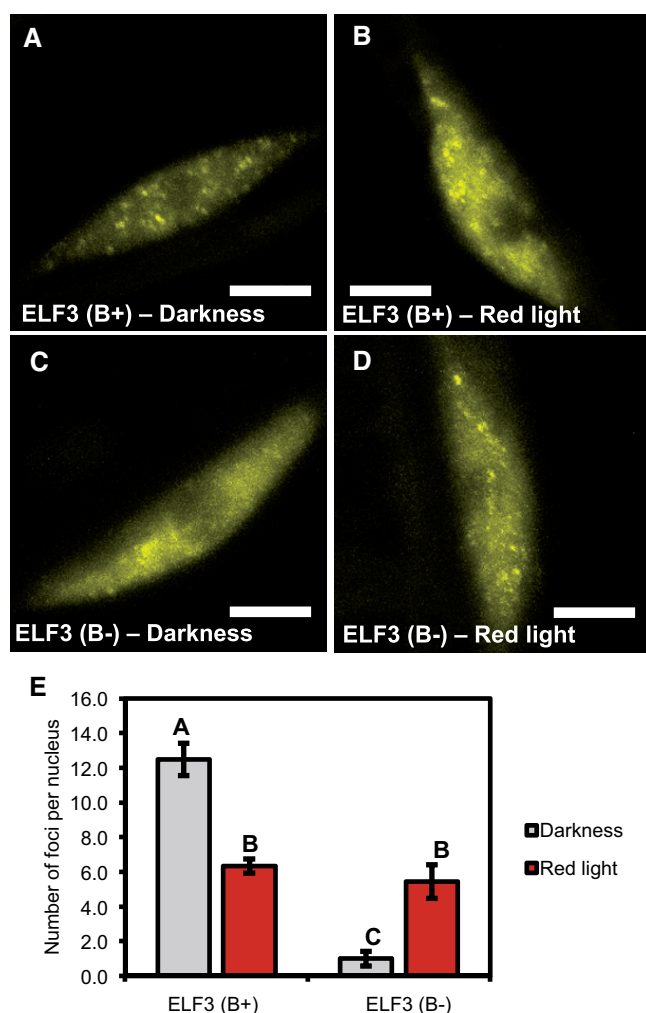 A
B
ELF3 (B+) – Darkness
ELF3 (B+) – Red light
C
D
ELF3 (B-) – Darkness
ELF3 (B-) – Red light
E
Number of foci per nucleus
16.0
14.0
12.0
10.0
8.0
6.0
4.0
2.0
0.0
A
B
C
B
Darkness
Red light
ELF3 (B+)
ELF3 (B-)